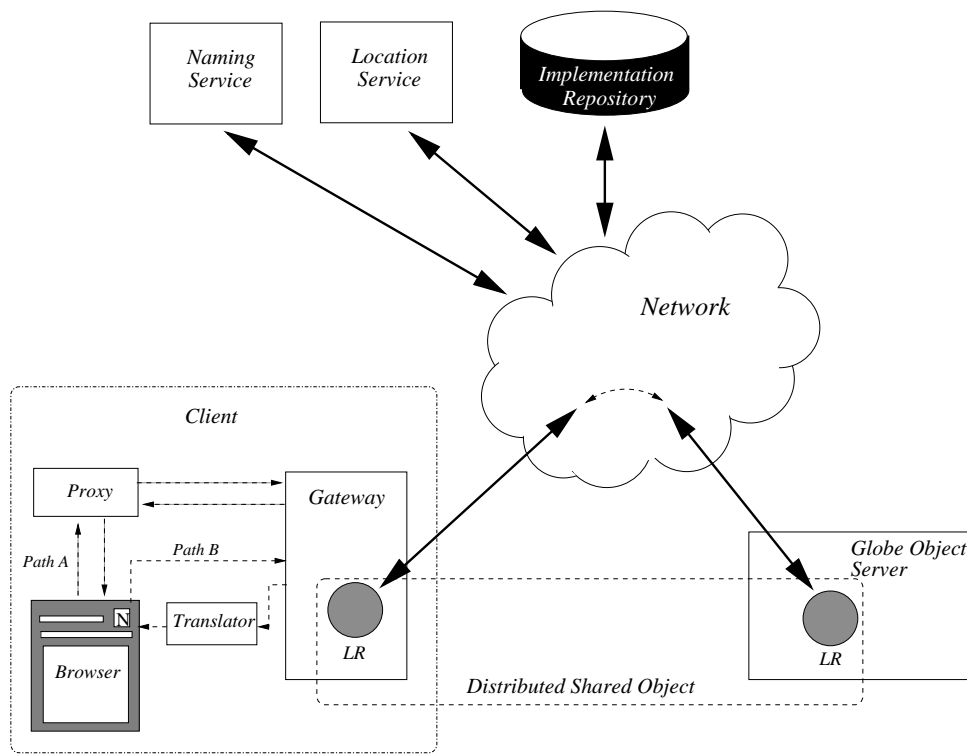 Naming
Service
Location
Service
Implementation
Repository
Network
Client
Proxy
Gateway
Path A
Path B
Globe Object
Server
N
Translator
Browser
LR
LR
Distributed Shared Object